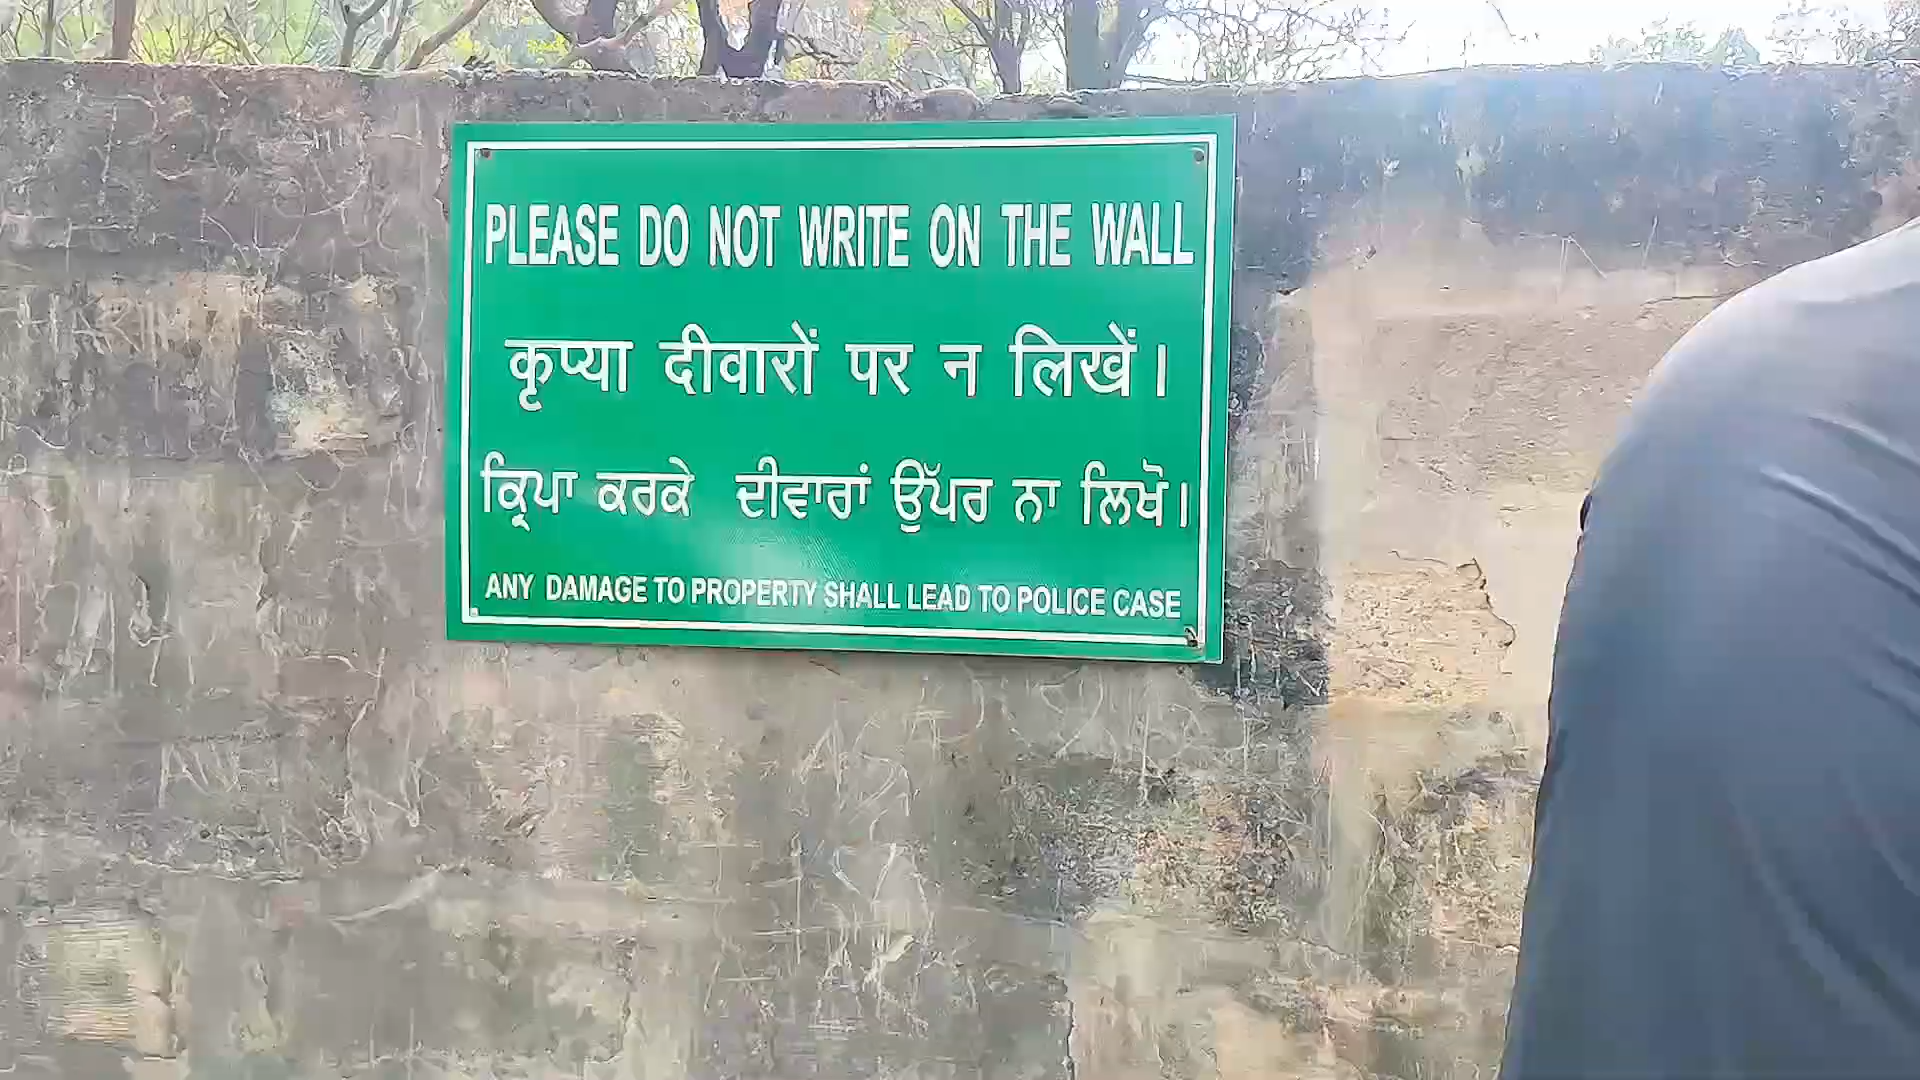 PLEASE DO NOT WRITE ON THE WALL
कृप्या दीवारों पर न लिखें।
ਕ੍ਰਿਪਾ ਕਰਕੇ ਦੀਵਾਰਾਂ ਉੱਪਰ ਨਾ ਲਿਖੋ।
ANY DAMAGE TO PROPERTY SHALL LEAD TO POLICE CASE